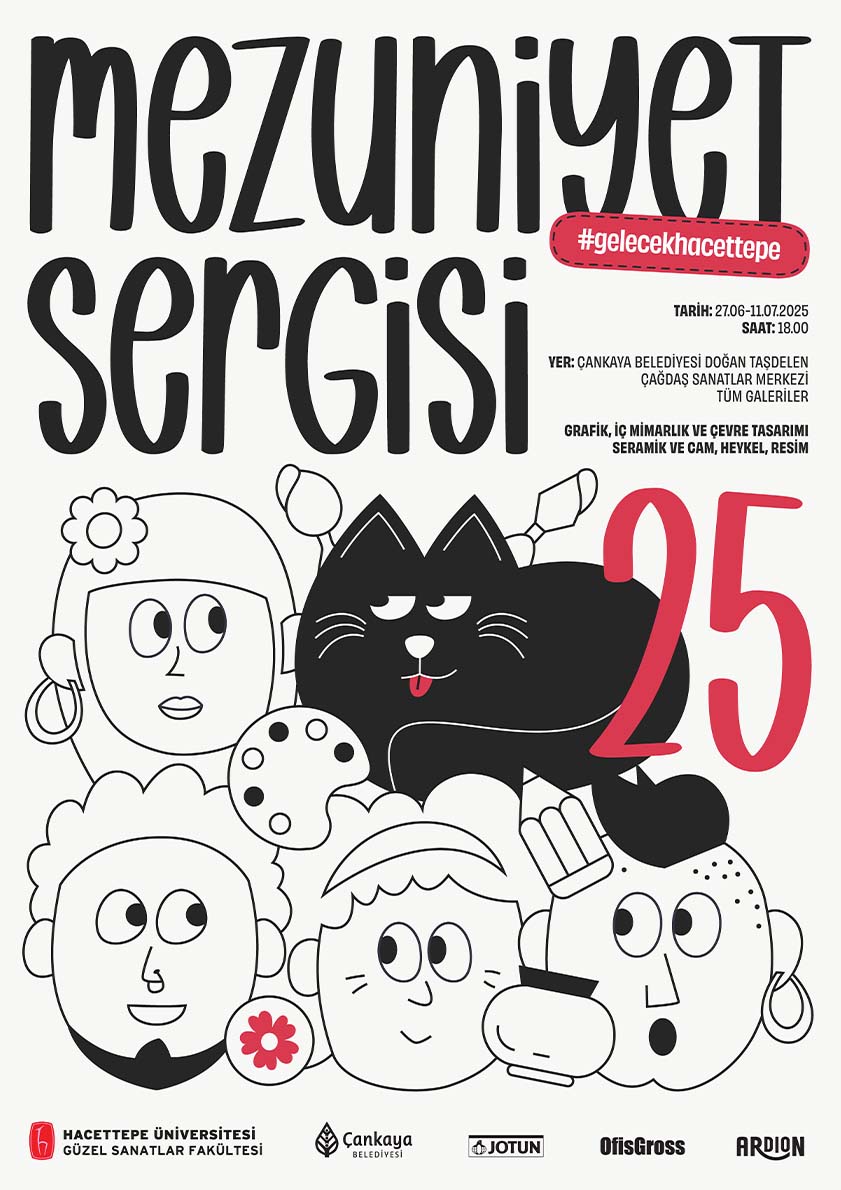 mezuniyet
#gelecekhacettepe
sergisi
TARİH: 27.06-11.07.2025
SAAT: 18.00
YER: ÇANKAYA BELEDİYESİ DOĞAN TAŞDELEN
ÇAĞDAŞ SANATLAR MERKEZİ
TÜM GALERİLER
GRAFİK, İÇ MİMARLIK VE ÇEVRE TASARIMI
SERAMİK VE CAM, HEYKEL, RESİM
25
HACETTEPE ÜNİVERSİTESİ
GÜZEL SANATLAR FAKÜLTESİ
Çankaya
BELEDİYESİ
JOTUN
OfisGross
ARDION